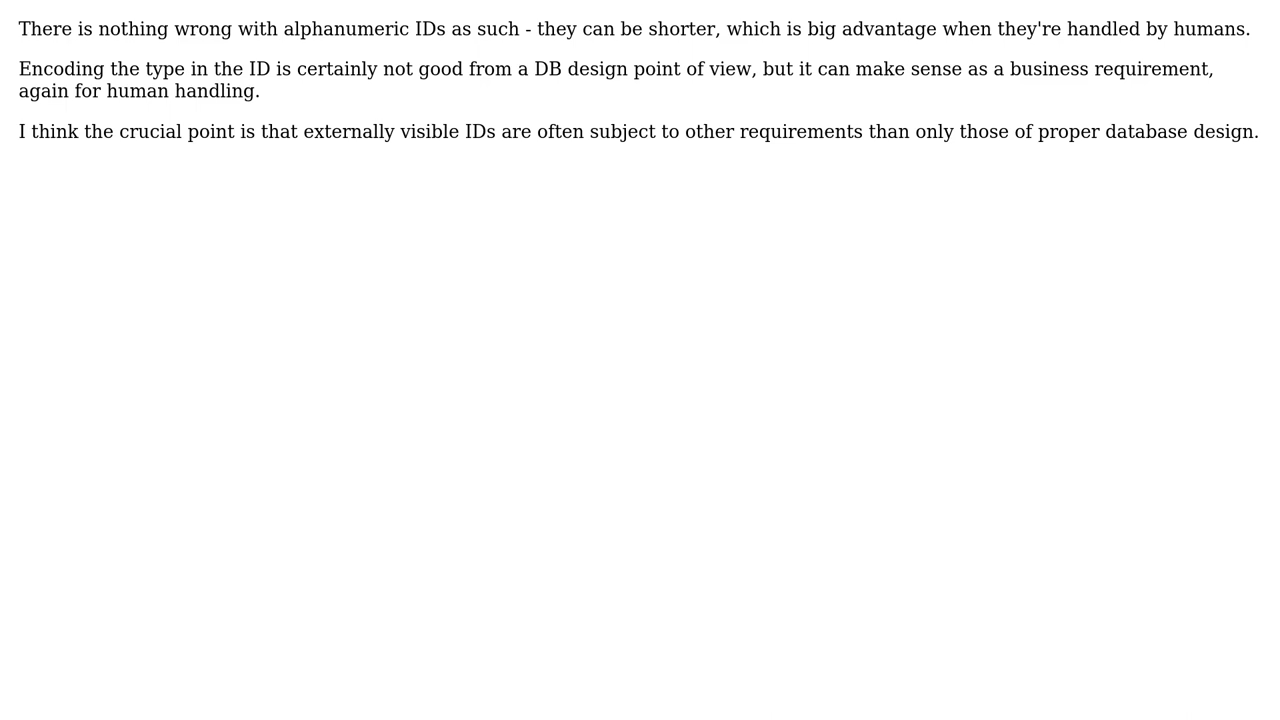 There is nothing wrong with alphanumeric IDs as such - they can be shorter, which is big advantage when they're handled by humans.
Encoding the type in the ID is certainly not good from a DB design point of view, but it can make sense as a business requirement,
again for human handling.
I think the crucial point is that externally visible IDs are often subject to other requirements than only those of proper database design.